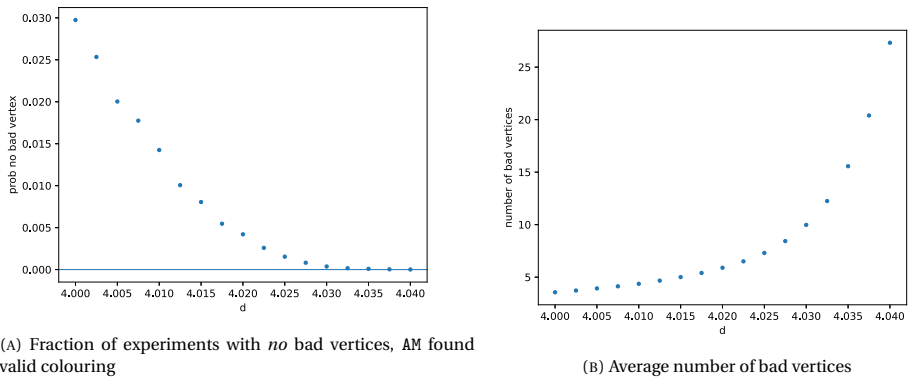 0.030
0.025
0.020
0.015
0.010
0.005
0.000
prob no bad vertex
4.000 4.005 4.010 4.015 4.020 4.025 4.030 4.035 4.040
d
(A) Fraction of experiments with no bad vertices, AM found
valid colouring
25
20
15
10
5
number of bad vertices
4.000 4.005 4.010 4.015 4.020 4.025 4.030 4.035 4.040
d
(B) Average number of bad vertices